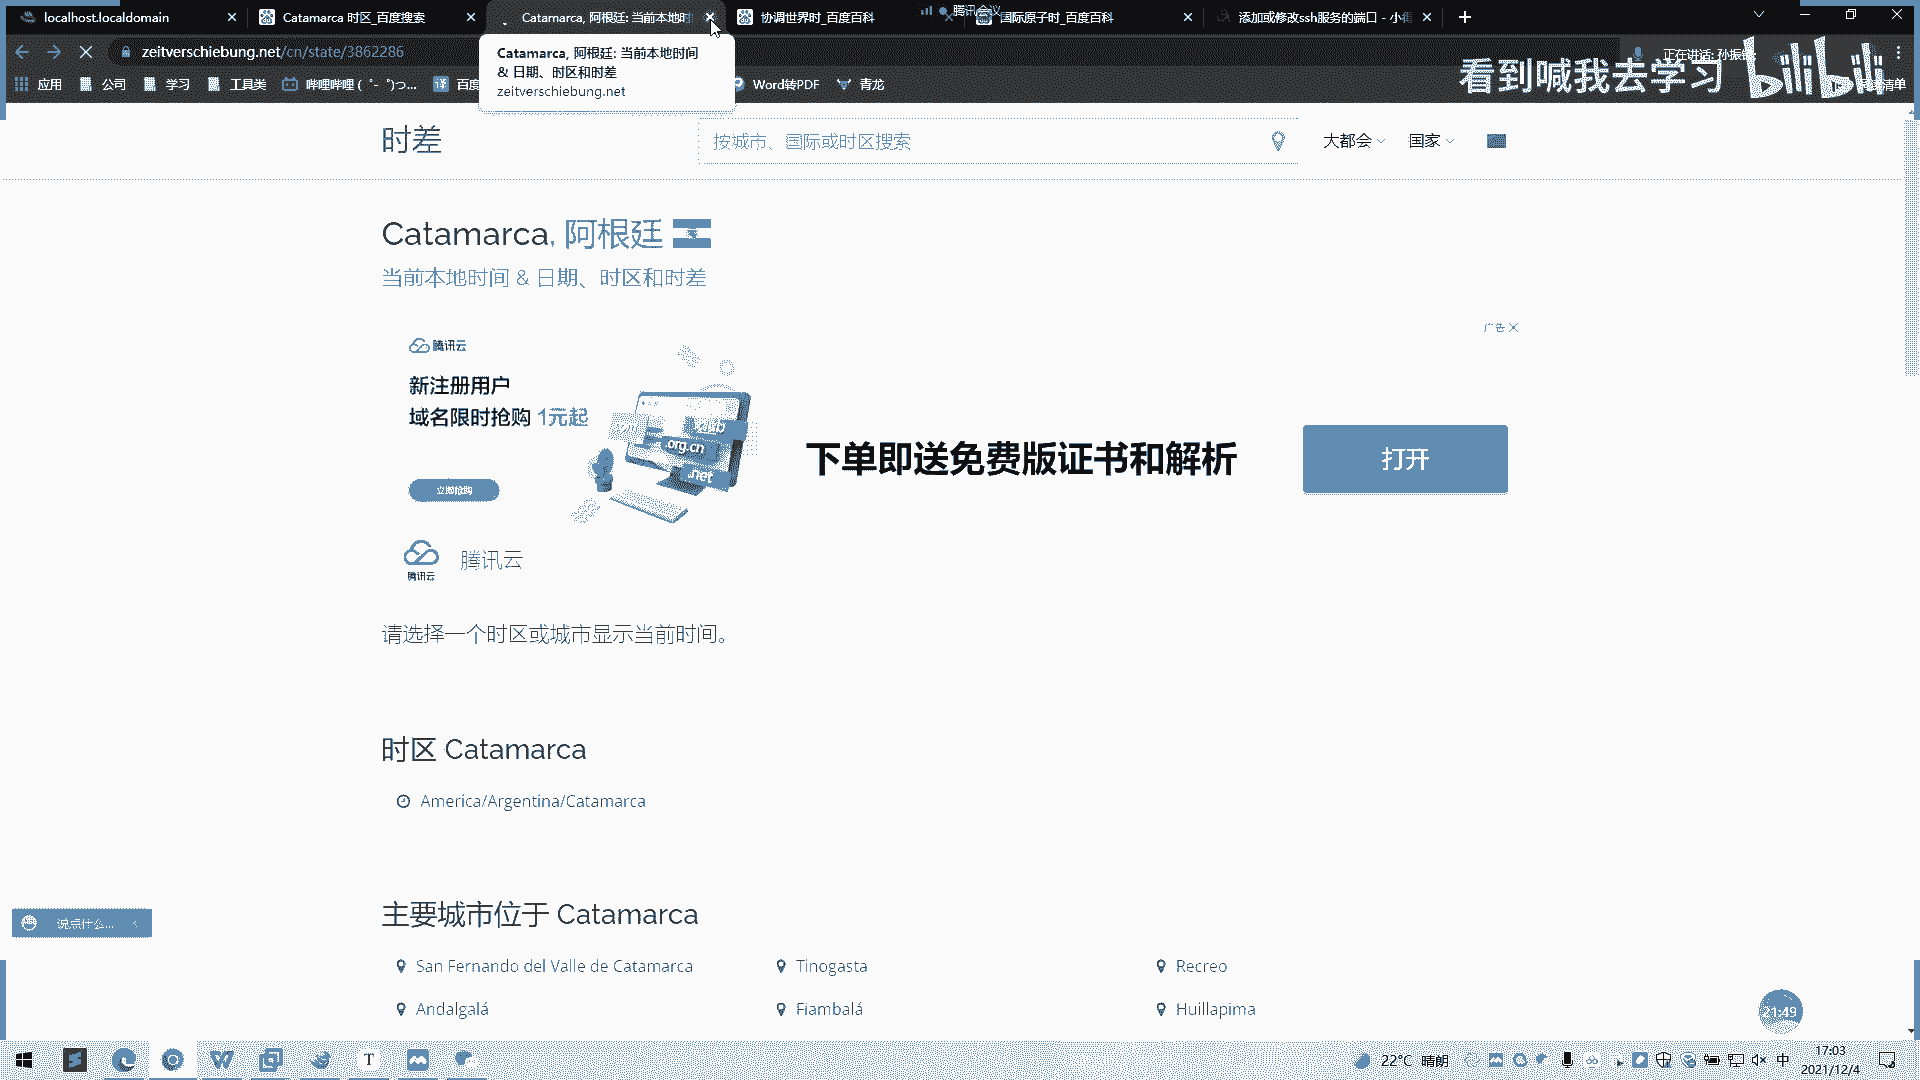 localhost.localdomain
Catamarca 时区_百度搜索
Catamarca, 阿根廷: 当前本地时
协调世界时_百度百科
腾讯会议
国际原子时_百度百科
添加或修改ssh服务的端口 - 小
zeitverschiebung.net/cn/state/3862286
正在讲话: 孙振
应用
公司
学习
工具类
哔哩哔哩 ( ゜- ゜)つ...
百度
Word转PDF
青龙
清单
Catamarca, 阿根廷: 当前本地时间
& 日期、时区和时差
zeitverschiebung.net
看到喊我去学习
bilibili
时差
按城市、国际或时区搜索
大都会
国家
Catamarca, 阿根廷
当前本地时间 & 日期、时区和时差
广告
腾讯云
新注册用户
域名限时抢购 1元起
立即抢购
.com
.org.cn
.net
下单即送免费版证书和解析
打开
腾讯云
腾讯云
请选择一个时区或城市显示当前时间。
时区 Catamarca
America/Argentina/Catamarca
主要城市位于 Catamarca
说点什么...
San Fernando del Valle de Catamarca
Tinogasta
Recreo
Andalgalá
Fiambalá
Huillapima
21:49
22°C 晴朗
中
17:03
2021/12/4